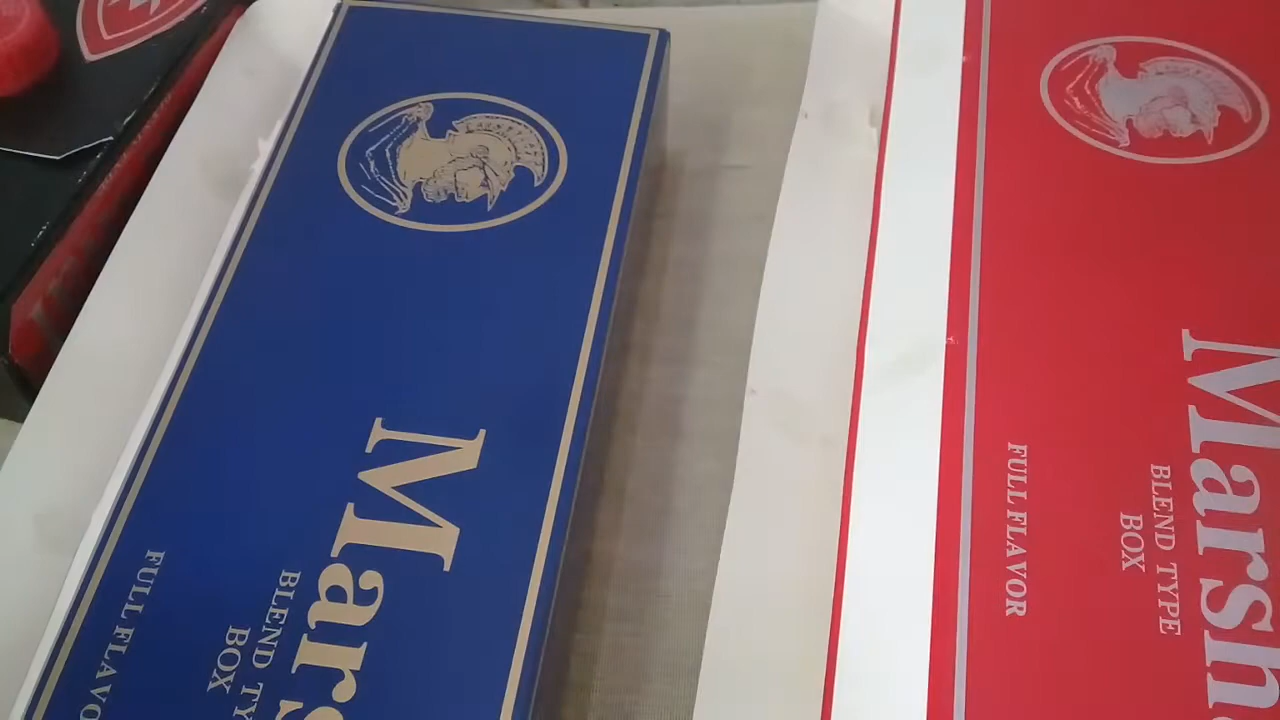 Mars
BLEND TY
BOX
FULL FLAVO
Marsh
BLEND TYPE
BOX
FULL FLAVOR